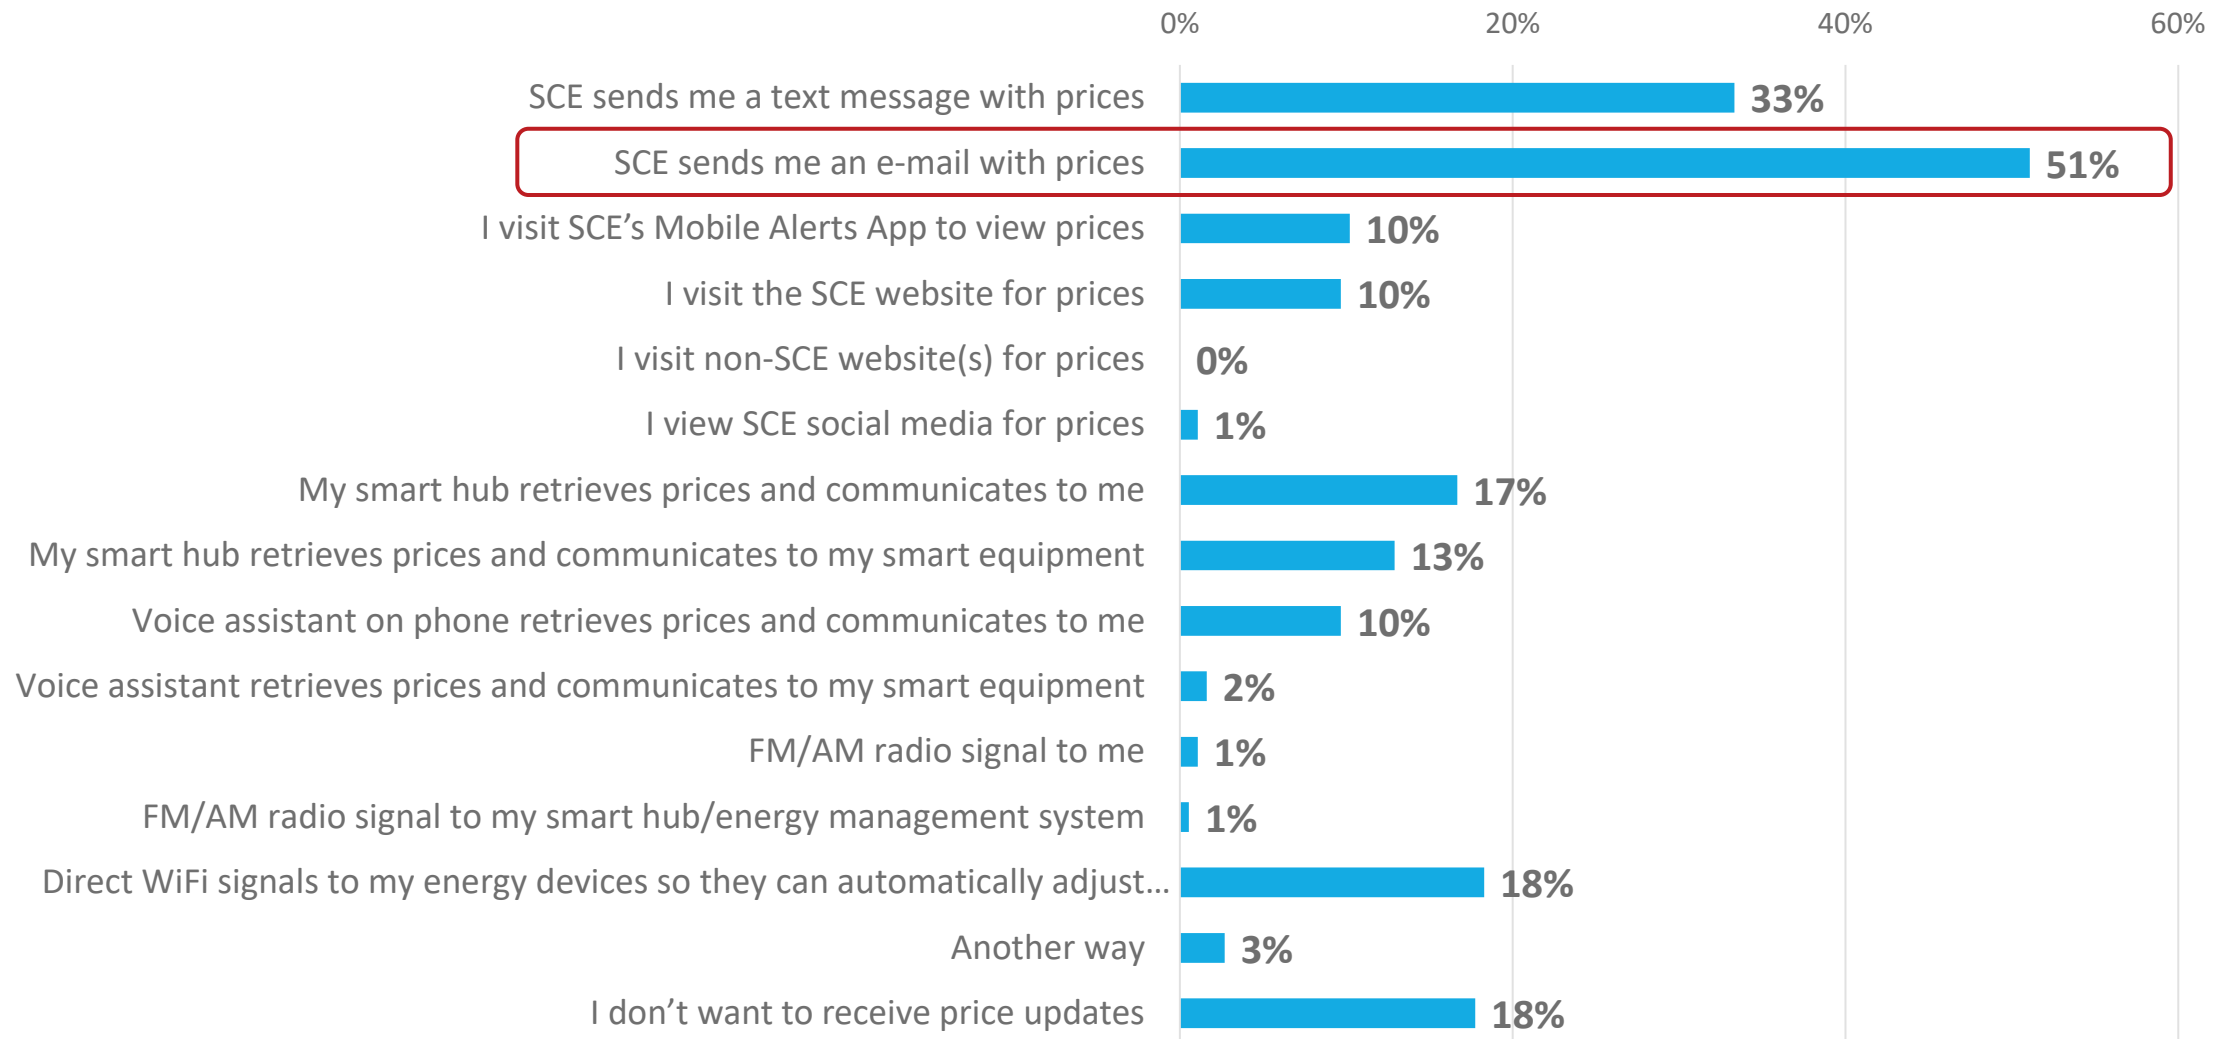 0% 20% 40% 60%
SCE sends me a text message with prices 33%
SCE sends me an e-mail with prices 51%
I visit SCE’s Mobile Alerts App to view prices 10%
I visit the SCE website for prices 10%
I visit non-SCE website(s) for prices 0%
I view SCE social media for prices 1%
My smart hub retrieves prices and communicates to me 17%
My smart hub retrieves prices and communicates to my smart equipment 13%
Voice assistant on phone retrieves prices and communicates to me 10%
Voice assistant retrieves prices and communicates to my smart equipment 2%
FM/AM radio signal to me 1%
FM/AM radio signal to my smart hub/energy management system 1%
Direct WiFi signals to my energy devices so they can automatically adjust… 18%
Another way 3%
I don’t want to receive price updates 18%